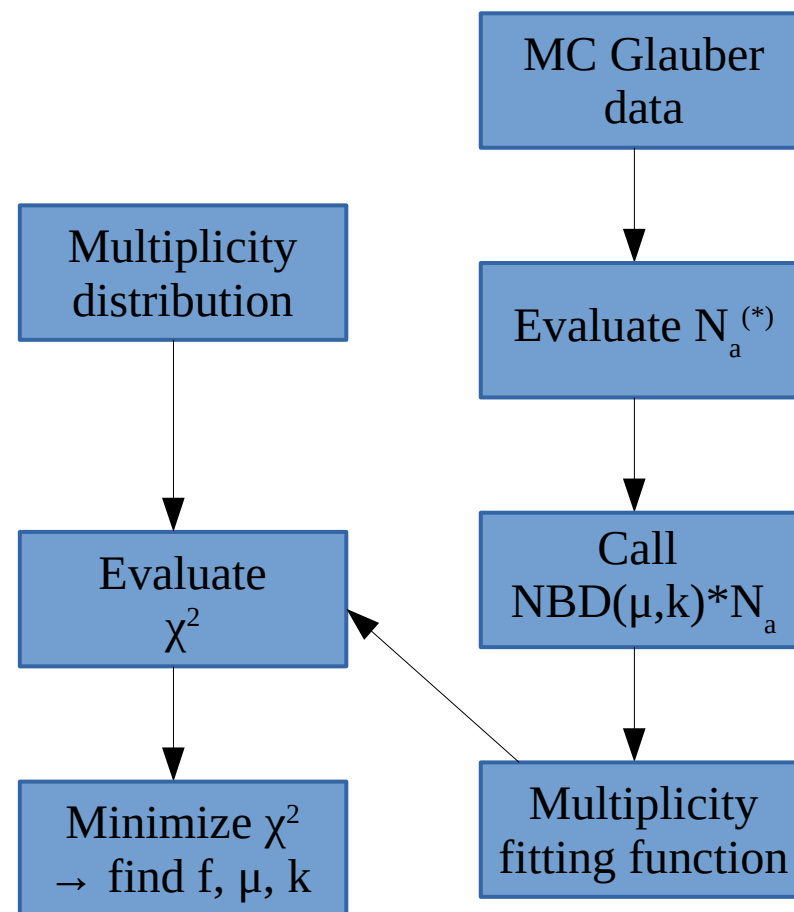 MC Glauber
data
Multiplicity
distribution
Evaluate Nₐ⁽*⁾
Call
NBD(μ,k)*Nₐ
Evaluate
χ²
Multiplicity
fitting function
Minimize χ²
→ find f, μ, k